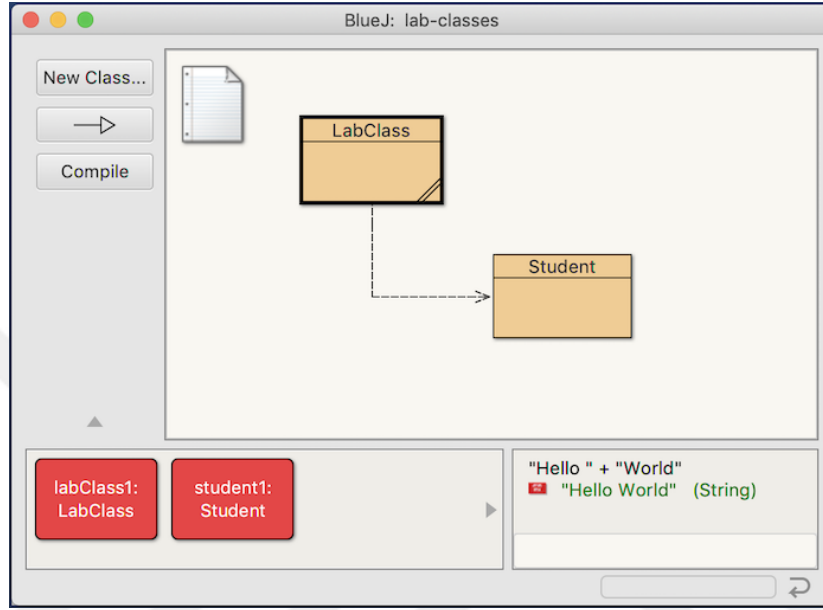 BlueJ: lab-classes
New Class...
Compile
LabClass
Student
labClass1:
LabClass
student1:
Student
"Hello " + "World"
"Hello World" (String)